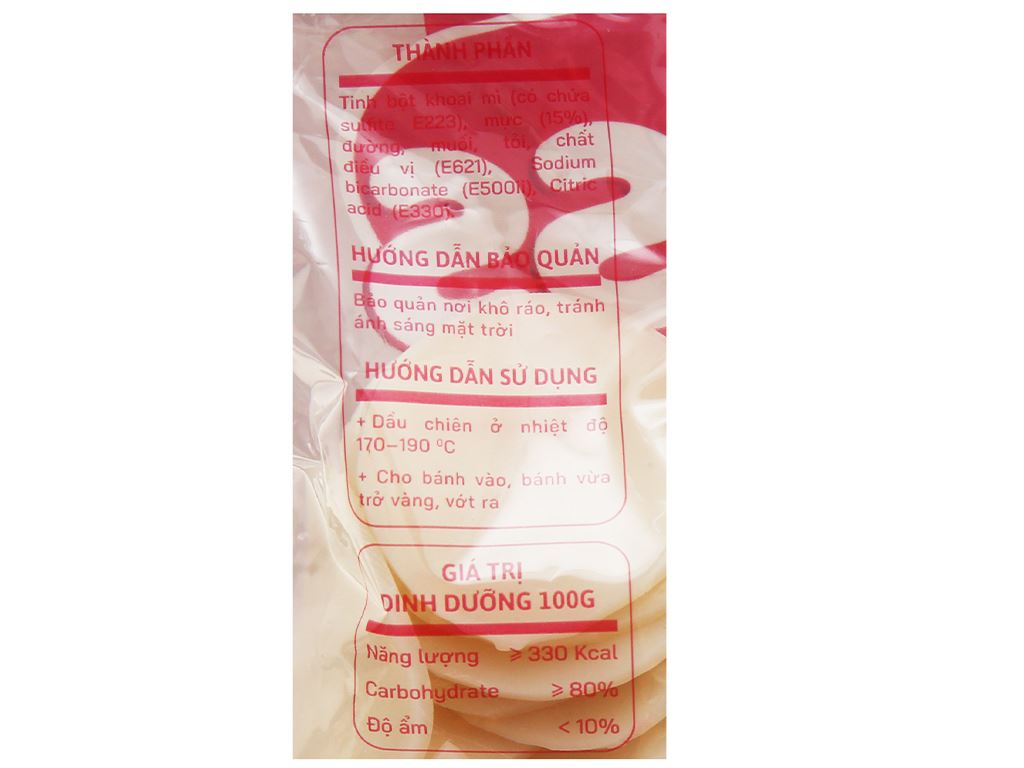 THÀNH PHẦN
Tinh bột khoai mì (có chứa
sulfite E223), mực (15%),
đường, muối, tỏi, chất
điều vị (E621), Sodium
bicarbonate (E500ii), Citric
acid (E330).
HƯỚNG DẪN BẢO QUẢN
Bảo quản nơi khô ráo, tránh
ánh sáng mặt trời
HƯỚNG DẪN SỬ DỤNG
+ Dầu chiên ở nhiệt độ
170–190 ⁰C
+ Cho bánh vào, bánh vừa
trở vàng, vớt ra
GIÁ TRỊ
DINH DƯỠNG 100G
Năng lượng ⩾ 330 Kcal
Carbohydrate ⩾ 80%
Độ ẩm < 10%